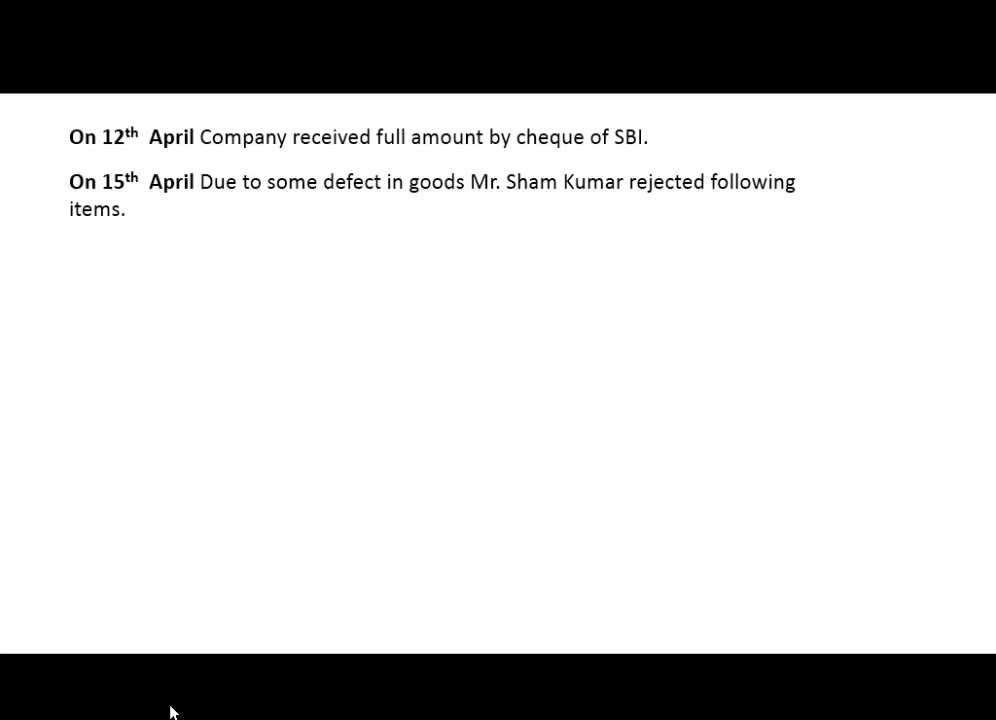 On 12th April Company received full amount by cheque of SBI.
On 15th April Due to some defect in goods Mr. Sham Kumar rejected following
items.